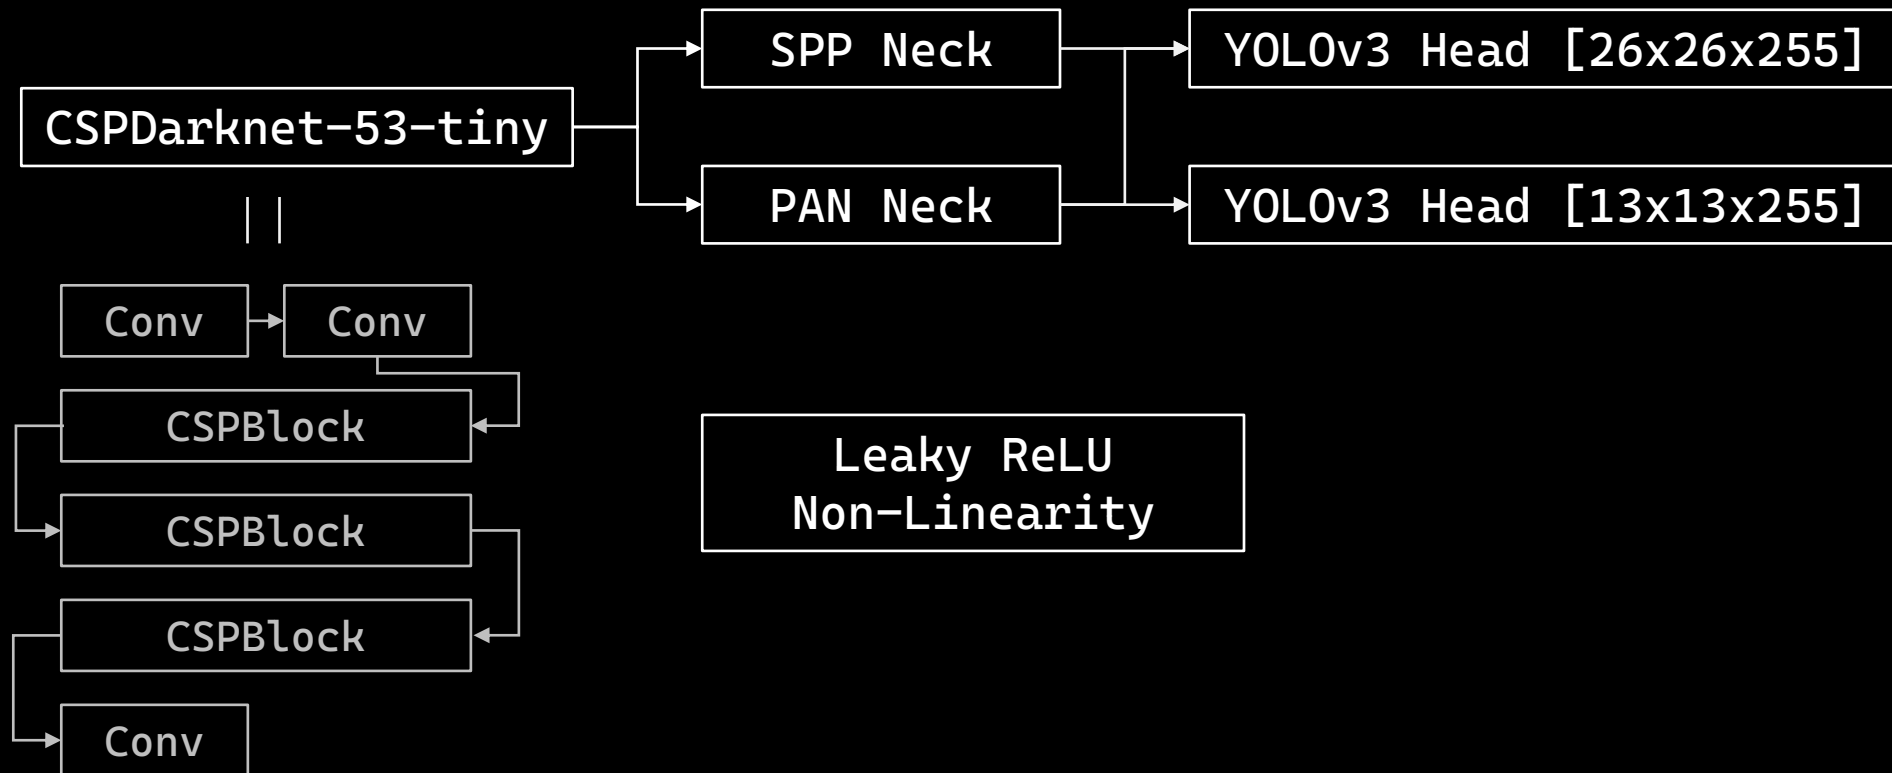 SPP Neck
YOLOv3 Head [26x26x255]
CSPDarknet-53-tiny
PAN Neck
YOLOv3 Head [13x13x255]
Conv
Conv
CSPBlock
CSPBlock
CSPBlock
Conv
Leaky ReLU
Non-Linearity